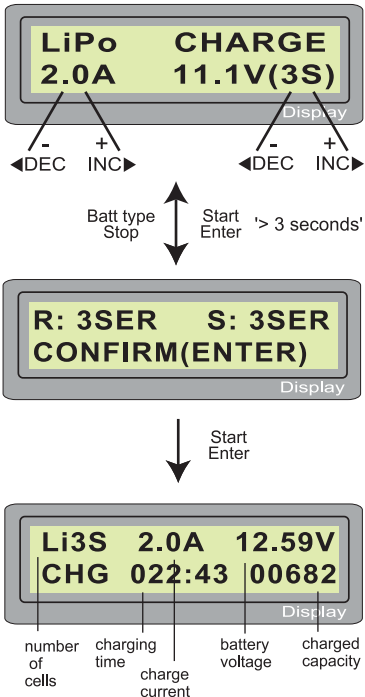 LiPo CHARGE
2.0A 11.1V(3S)
Display
- + - +
◀DEC INC▶ ◀DEC INC▶
Batt type Start
Stop Enter '> 3 seconds'
R: 3SER S: 3SER
CONFIRM(ENTER)
Display
Start
Enter
Li3S 2.0A 12.59V
CHG 022:43 00682
Display
number of cells
charging time
charge current
battery voltage
charged capacity